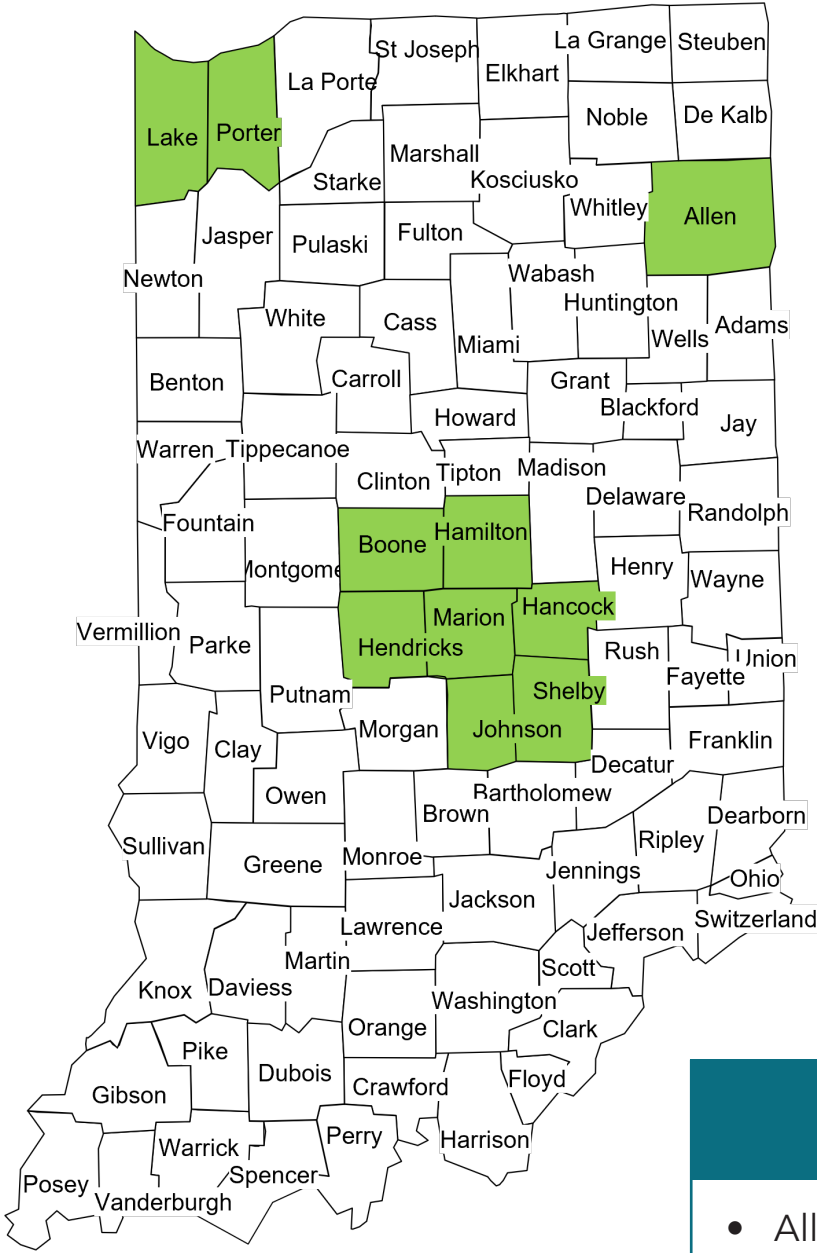 St Joseph
La Grange
Steuben
Elkhart
La Porte
Lake
Porter
Noble
De Kalb
Marshall
Starke
Kosciusko
Whitley
Allen
Jasper
Pulaski
Fulton
Newton
Wabash
Huntington
White
Cass
Miami
Wells
Adams
Benton
Carroll
Grant
Blackford
Howard
Jay
Warren
Tippecanoe
Clinton
Tipton
Madison
Delaware
Randolph
Fountain
Boone
Hamilton
Montgome
Henry
Wayne
Vermillion
Parke
Hendricks
Marion
Hancock
Rush
Fayette
Union
Putnam
Shelby
Morgan
Johnson
Vigo
Clay
Franklin
Decatur
Owen
Brown
Bartholomew
Dearborn
Sullivan
Greene
Monroe
Ripley
Jennings
Ohio
Jackson
Lawrence
Switzerland
Jefferson
Martin
Scott
Knox
Daviess
Washington
Orange
Clark
Pike
Dubois
Crawford
Floyd
Gibson
Harrison
Warrick
Perry
Spencer
Posey
Vanderburgh
• All